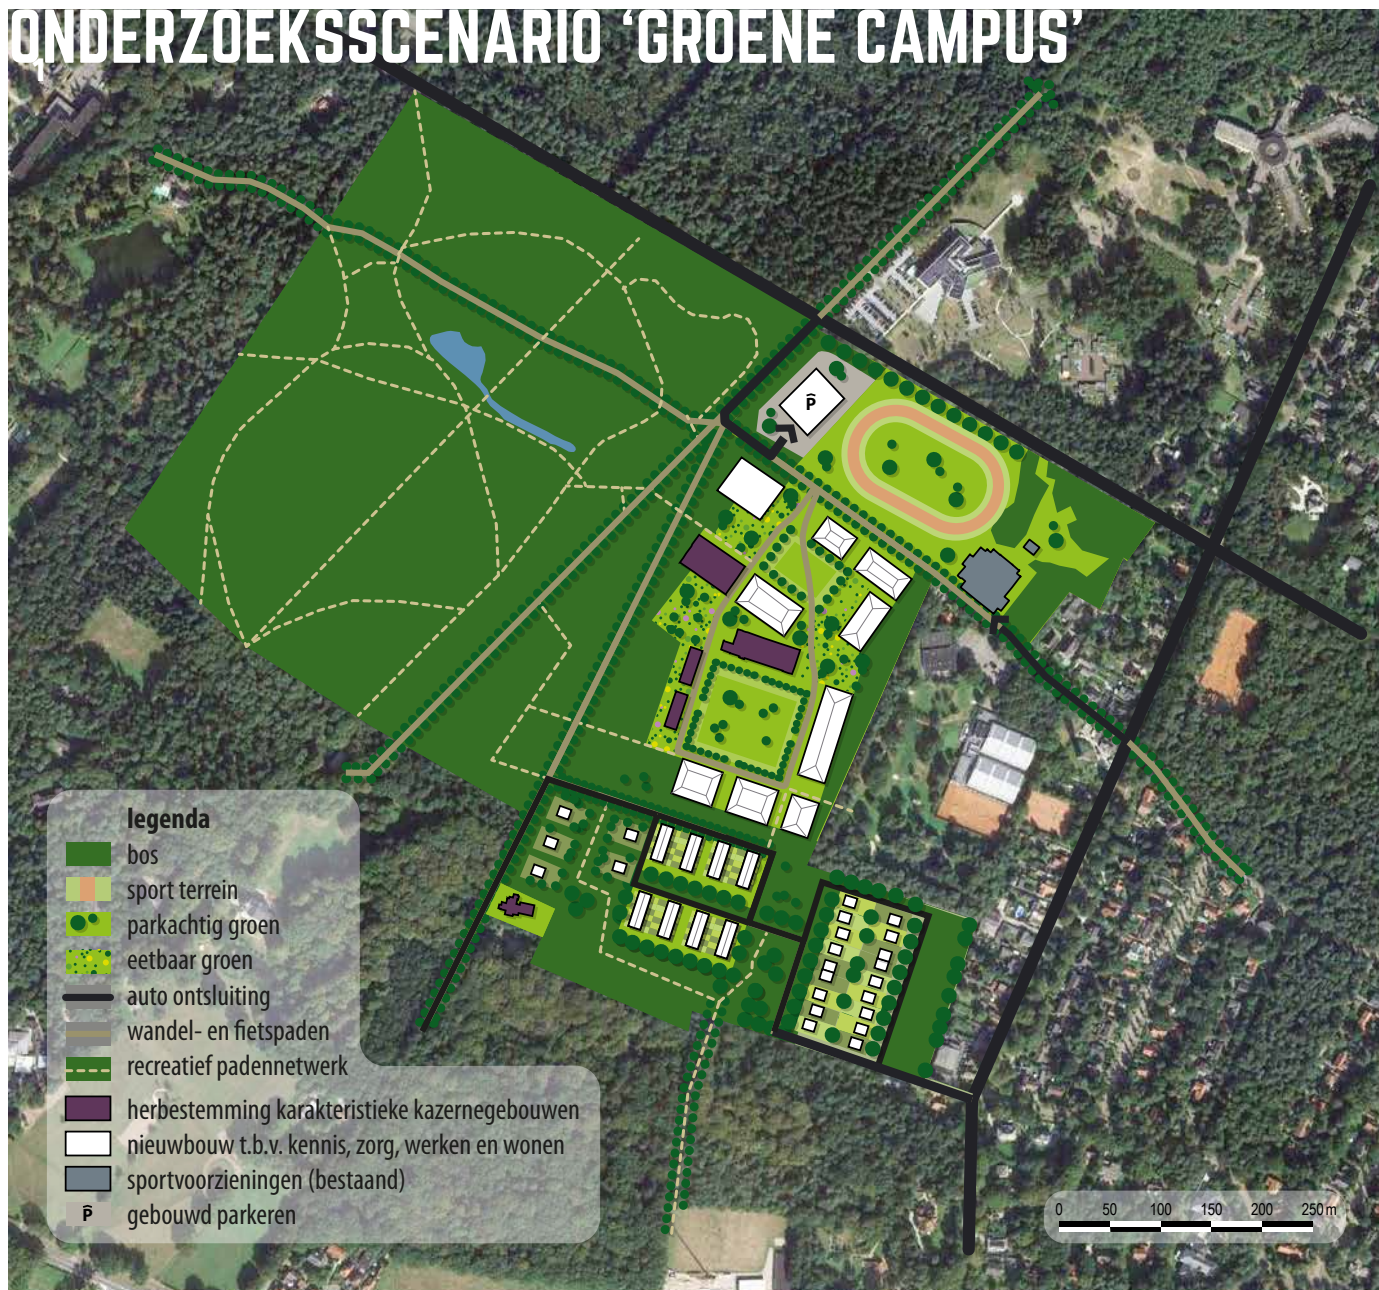 ONDERZOEKSSCENARIO ‘GROENE CAMPUS’
1
P
legenda
bos
sport terrein
parkachtig groen
eetbaar groen
auto ontsluiting
wandel- en fietspaden
recreatief padennetwerk
herbestemming karakteristieke kazernegebouwen
nieuwbouw t.b.v. kennis, zorg, werken en wonen
sportvoorzieningen (bestaand)
P gebouwd parkeren
0 50 100 150 200 250 m